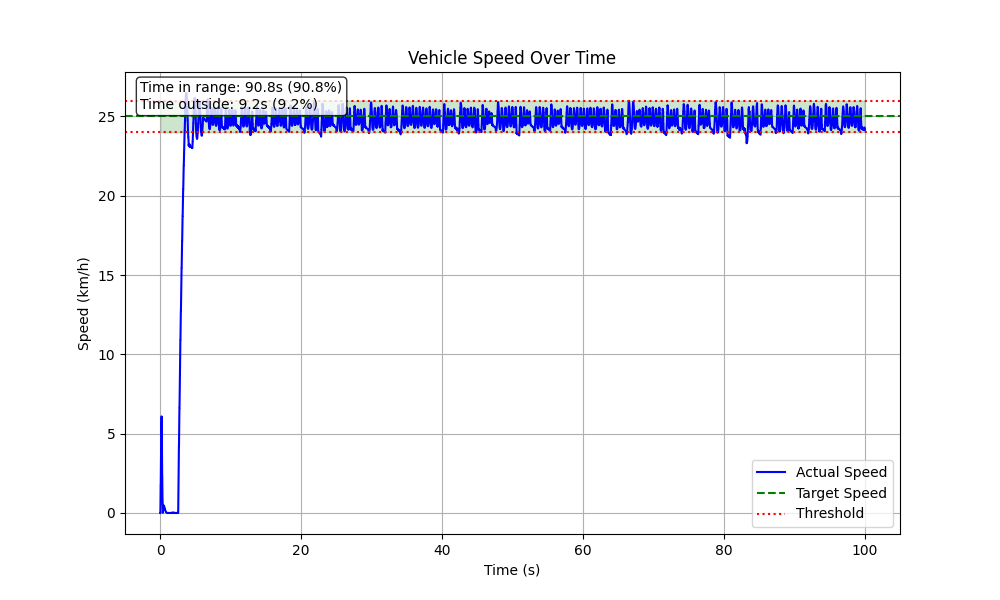 Vehicle Speed Over Time
Time in range: 90.8s (90.8%)
Time outside: 9.2s (9.2%)
25
20
15
10
5
0
Speed (km/h)
Actual Speed
Target Speed
Threshold
0 20 40 60 80 100
Time (s)